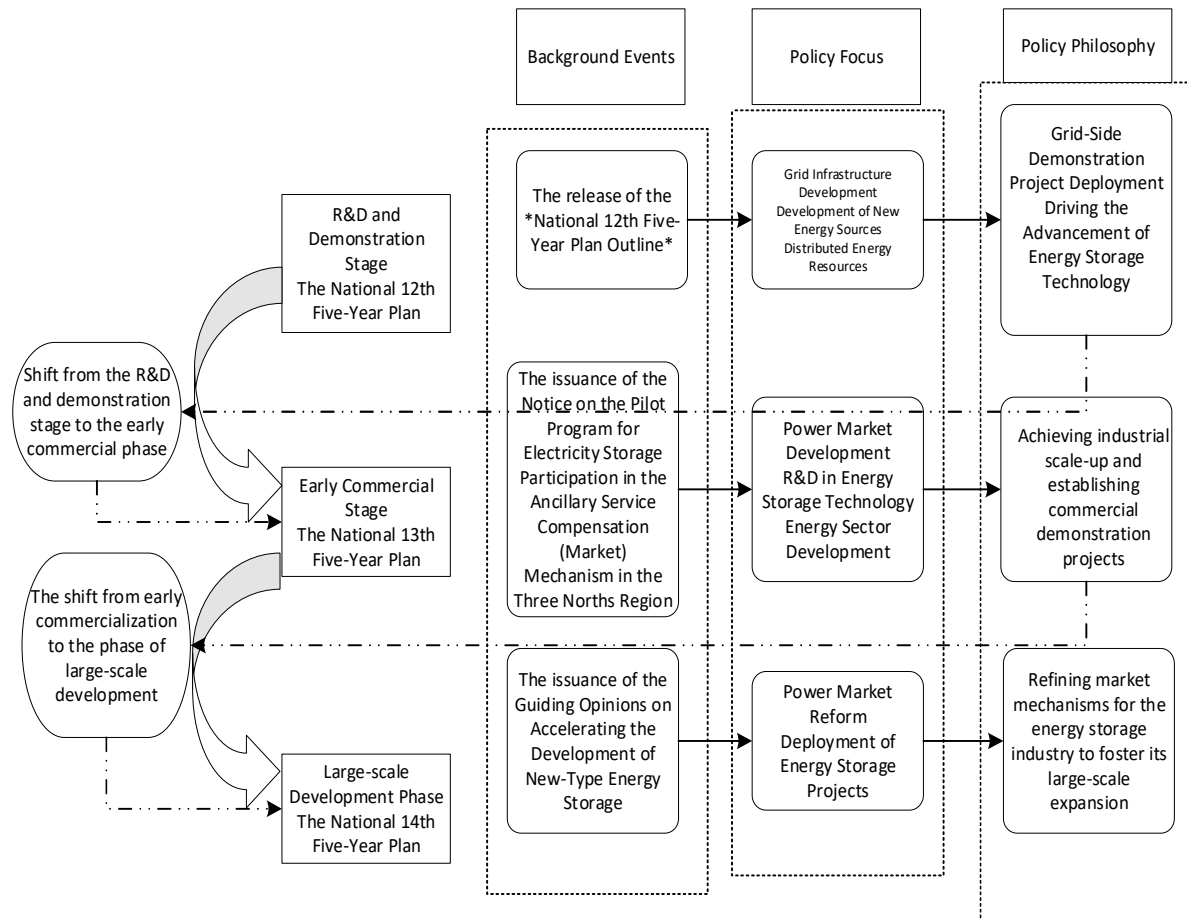 Background Events
Policy Focus
Policy Philosophy
R&D and
Demonstration
Stage
The National 12th
Five-Year Plan
The release of the
*National 12th Five-
Year Plan Outline*
Grid Infrastructure
Development
Development of New
Energy Sources
Distributed Energy
Resources
Grid-Side
Demonstration
Project Deployment
Driving the
Advancement of
Energy Storage
Technology
Shift from the R&D
and demonstration
stage to the early
commercial phase
Early Commercial
Stage
The National 13th
Five-Year Plan
The issuance of the
Notice on the Pilot
Program for
Electricity Storage
Participation in the
Ancillary Service
Compensation
(Market)
Mechanism in the
Three Norths Region
Power Market
Development
R&D in Energy
Storage Technology
Energy Sector
Development
Achieving industrial
scale-up and
establishing
commercial
demonstration
projects
The shift from early
commercialization
to the phase of
large-scale
development
Large-scale
Development Phase
The National 14th
Five-Year Plan
The issuance of the
Guiding Opinions on
Accelerating the
Development of
New-Type Energy
Storage
Power Market
Reform
Deployment of
Energy Storage
Projects
Refining market
mechanisms for the
energy storage
industry to foster its
large-scale
expansion